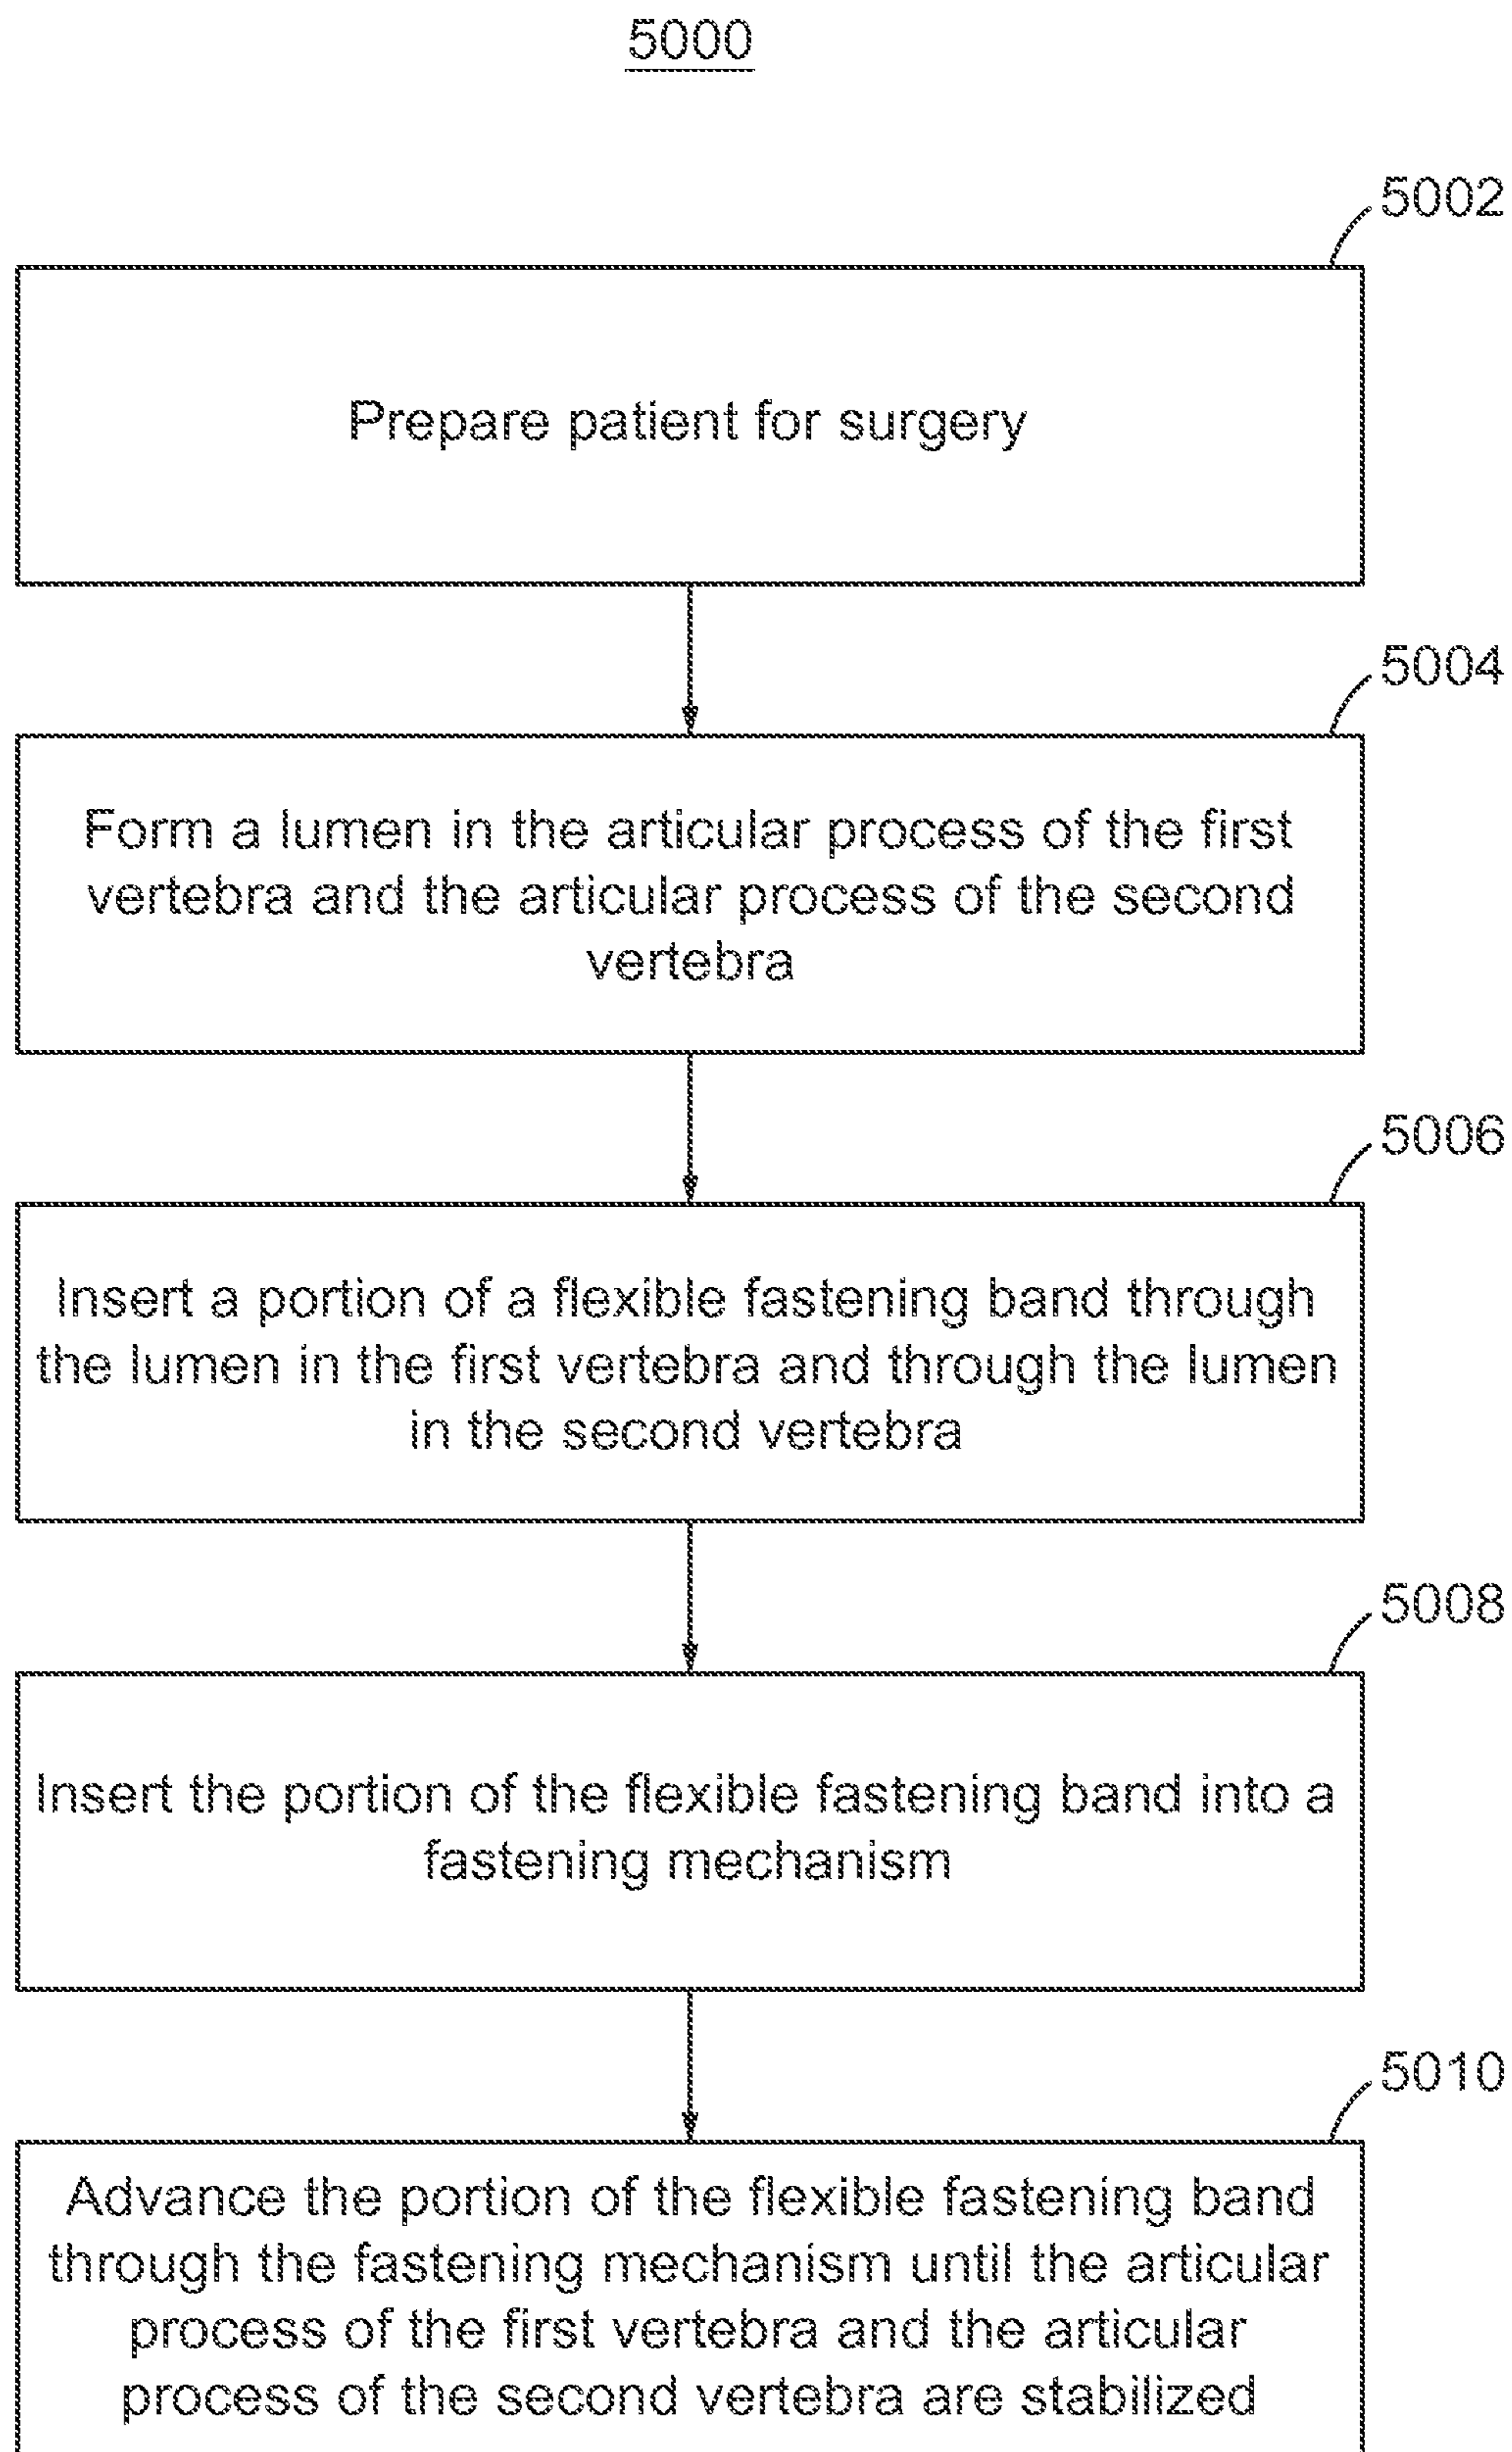 5000
5002
Prepare patient for surgery
5004
Form a lumen in the articular process of the first
vertebra and the articular process of the second
vertebra
5006
Insert a portion of a flexible fastening band through
the lumen in the first vertebra and through the lumen
in the second vertebra
5008
Insert the portion of the flexible fastening band into a
fastening mechanism
5010
Advance the portion of the flexible fastening band
through the fastening mechanism until the articular
process of the first vertebra and the articular
process of the second vertebra are stabilized